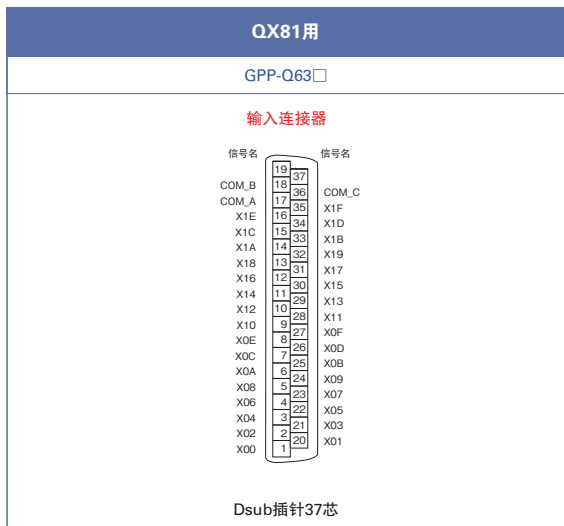 QX81用
GPP-Q63□
输入连接器
信号名 信号名
19
37
COM_B 18
36 COM_C
COM_A 17
35 X1F
X1E 16
34 X1D
X1C 15
33 X1B
X1A 14
32 X19
X18 13
31 X17
X16 12
30 X15
X14 11
29 X13
X12 10
28 X11
X10 9
27 X0F
X0E 8
26 X0D
X0C 7
25 X0B
X0A 6
24 X09
X08 5
23 X07
X06 4
22 X05
X04 3
21 X03
X02 2
20 X01
X00 1
Dsub插针37芯